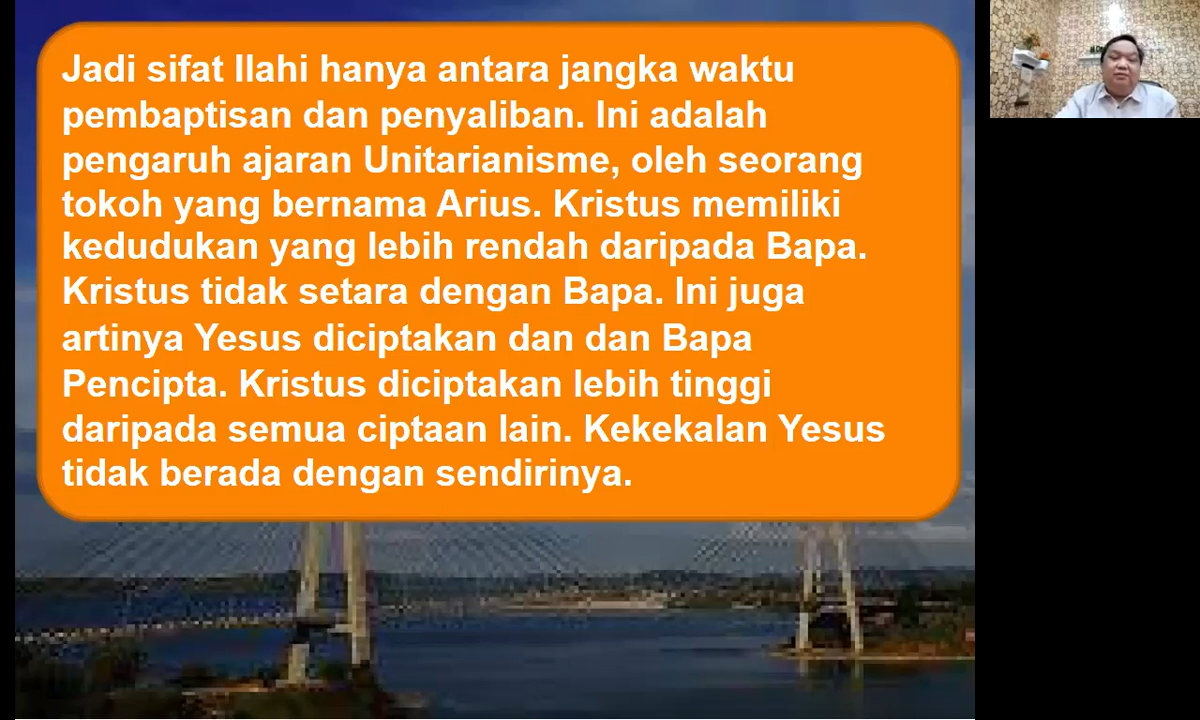 Jadi sifat Ilahi hanya antara jangka waktu
pembaptisan dan penyaliban. Ini adalah
pengaruh ajaran Unitarianisme, oleh seorang
tokoh yang bernama Arius. Kristus memiliki
kedudukan yang lebih rendah daripada Bapa.
Kristus tidak setara dengan Bapa. Ini juga
artinya Yesus diciptakan dan dan Bapa
Pencipta. Kristus diciptakan lebih tinggi
daripada semua ciptaan lain. Kekekalan Yesus
tidak berada dengan sendirinya.